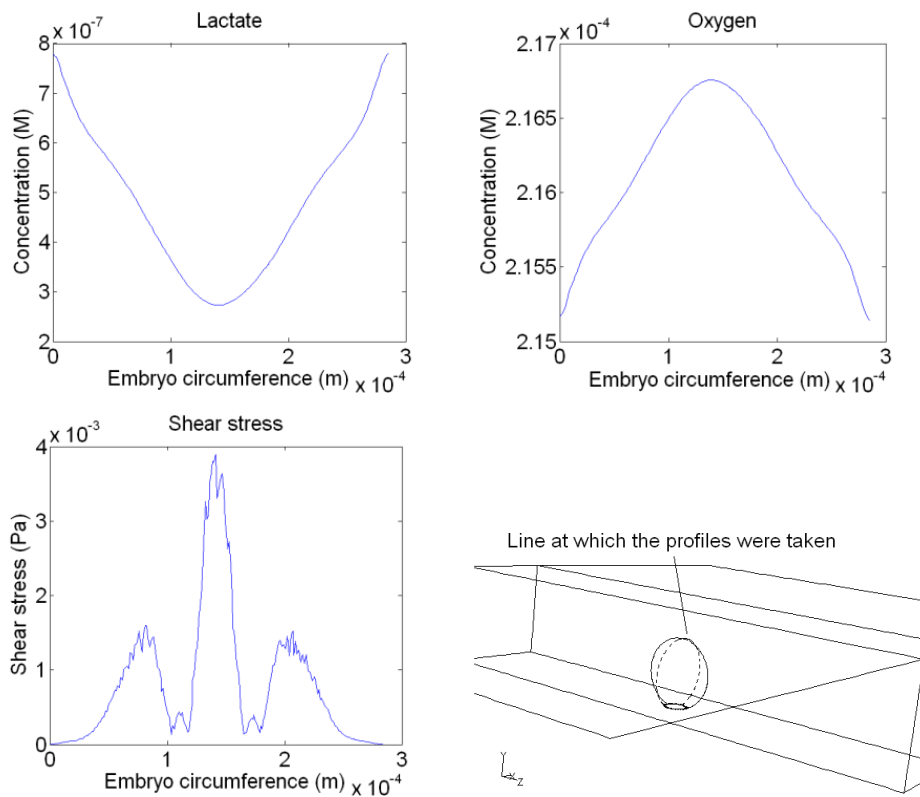 Lactate
x 10⁻⁷
8
7
6
5
4
3
2
0
1
2
3
Concentration (M)
Embryo circumference (m) x 10⁻⁴
Oxygen
x 10⁻⁴
2.17
2.165
2.16
2.155
2.15
0
1
2
3
Concentration (M)
Embryo circumference (m) x 10⁻⁴
Shear stress
x 10⁻³
4
3
2
1
0
0
1
2
3
Shear stress (Pa)
Embryo circumference (m) x 10⁻⁴
Line at which the profiles were taken
Y
X
Z